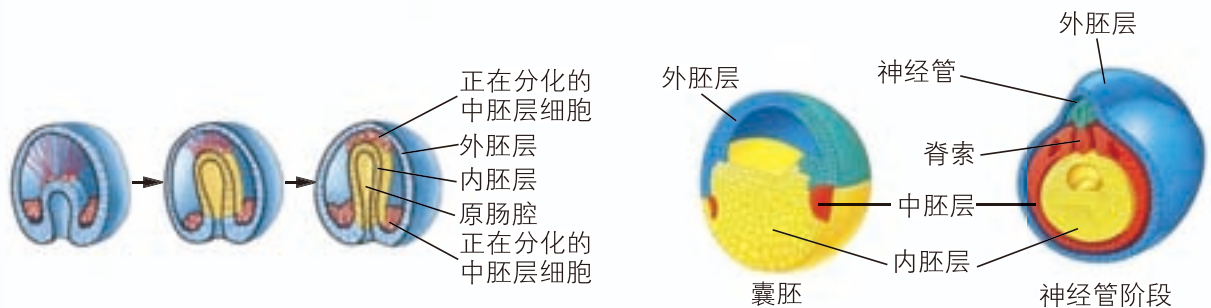 正在分化的
中胚层细胞
外胚层
内胚层
原肠腔
正在分化的
中胚层细胞
外胚层
中胚层
内胚层
囊胚
外胚层
神经管
脊索
神经管阶段